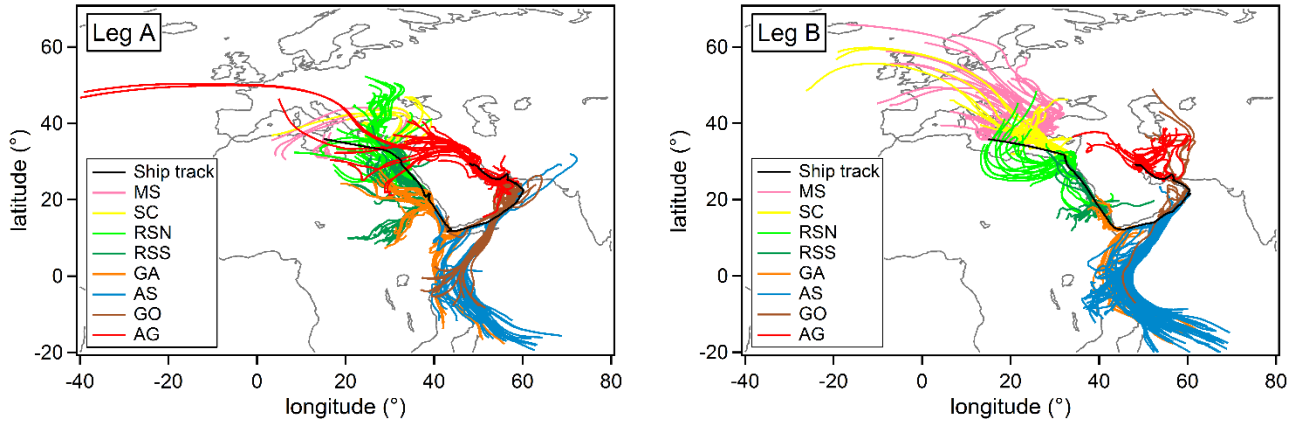 Leg A
latitude (°)
60
40
20
0
-20
Ship track
MS
SC
RSN
RSS
GA
AS
GO
AG
-40
-20
0
20
40
60
80
longitude (°)
Leg B
latitude (°)
60
40
20
0
-20
Ship track
MS
SC
RSN
RSS
GA
AS
GO
AG
-40
-20
0
20
40
60
80
longitude (°)